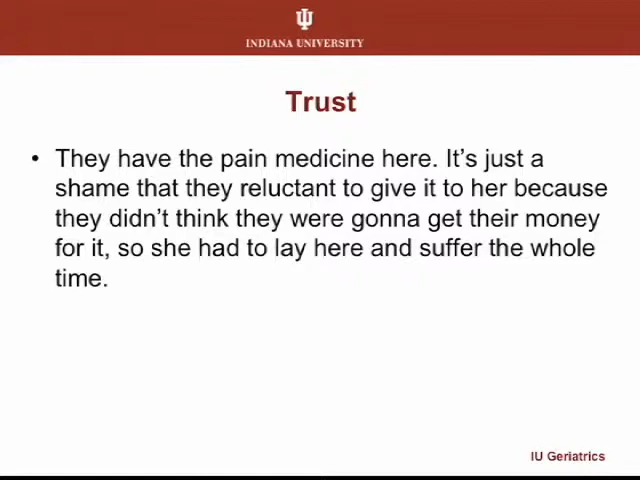 INDIANA UNIVERSITY
Trust
• They have the pain medicine here. It's just a
shame that they reluctant to give it to her because
they didn't think they were gonna get their money
for it, so she had to lay here and suffer the whole
time.
IU Geriatrics